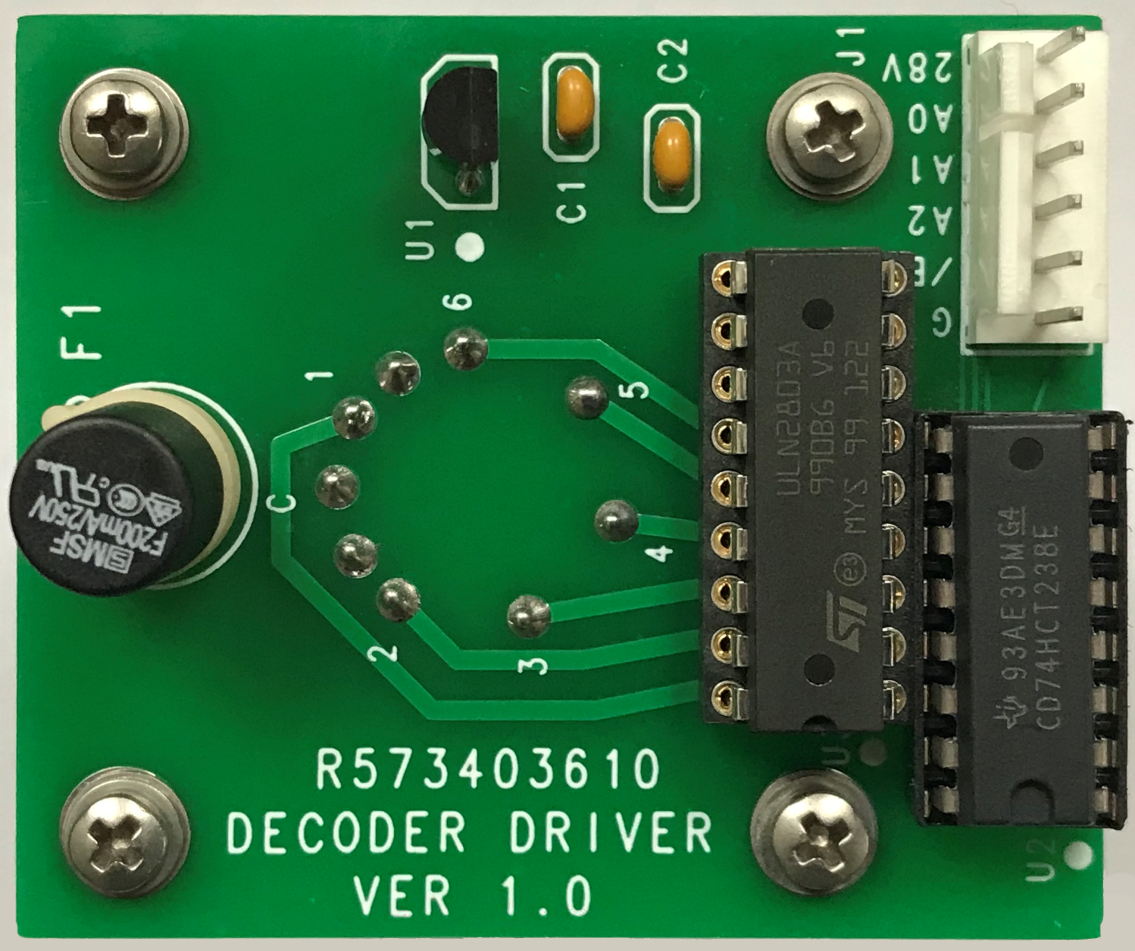 J1
28V
A0
A1
A2
/E
G
C2
C1
U1
F1
6
1
5
C
4
2
3
ULN2803A
990BG V6
e3 MYS 99 122
ST
93AE3DMG4
CD74HCT238E
MSF
F200mA/250V
U2
R573403610
DECODER DRIVER
VER 1.0